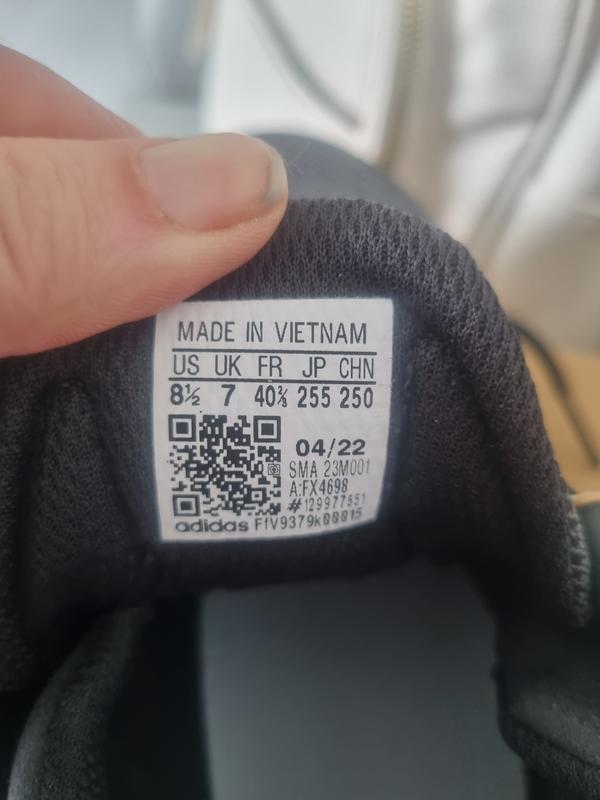 MADE IN VIETNAM
US UK FR JP CHN
8½ 7 40⅔ 255 250
04/22
SMA 23M001
A:FX4698
#129977551
adidas FfV9379k00015